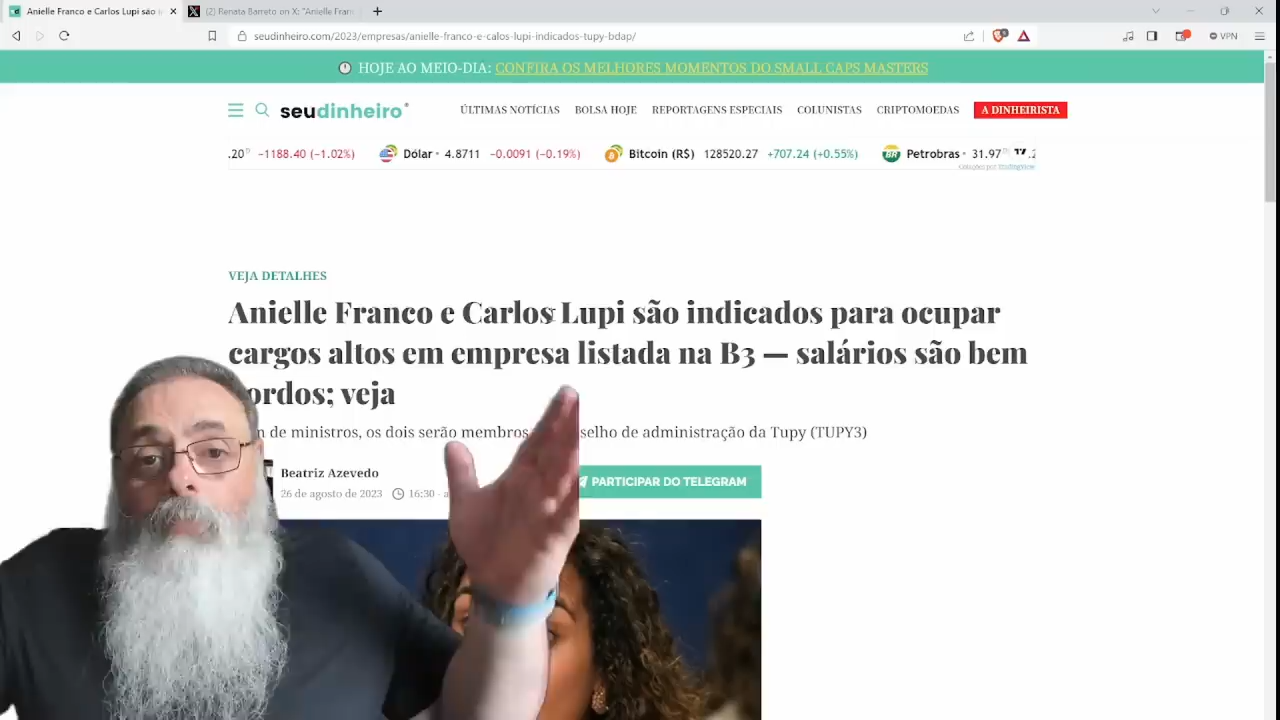 Anielle Franco e Carlos Lupi são in
(2) Renata Barreto on X: "Anielle Fran
seudinheiro.com/2023/empresas/anielle-franco-e-calos-lupi-indicados-tupy-bdap/
VPN
HOJE AO MEIO-DIA: CONFIRA OS MELHORES MOMENTOS DO SMALL CAPS MASTERS
seudinheiro
ÚLTIMAS NOTÍCIAS BOLSA HOJE REPORTAGENS ESPECIAIS COLUNISTAS CRIPTOMOEDAS A DINHEIRISTA
.20 −1188.40 (−1.02%) Dólar 4.8711 −0.0091 (−0.19%) Bitcoin (R$) 128520.27 +707.24 (+0.55%) Petrobras 31.97
VEJA DETALHES
Anielle Franco e Carlos Lupi são indicados para ocupar
cargos altos em empresa listada na B3 — salários são bem
ordos; veja
n de ministros, os dois serão membros selho de administração da Tupy (TUPY3)
Beatriz Azevedo
PARTICIPAR DO TELEGRAM
26 de agosto de 2023 16:30 - a